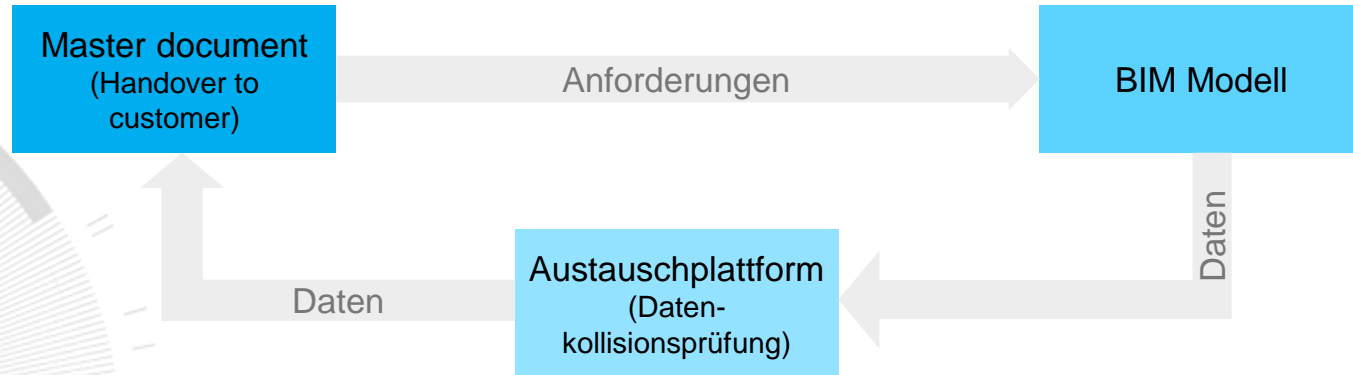 Master document
(Handover to
customer)
Anforderungen
BIM Modell
Daten
Austauschplattform
(Daten-
kollisionsprüfung)
Daten